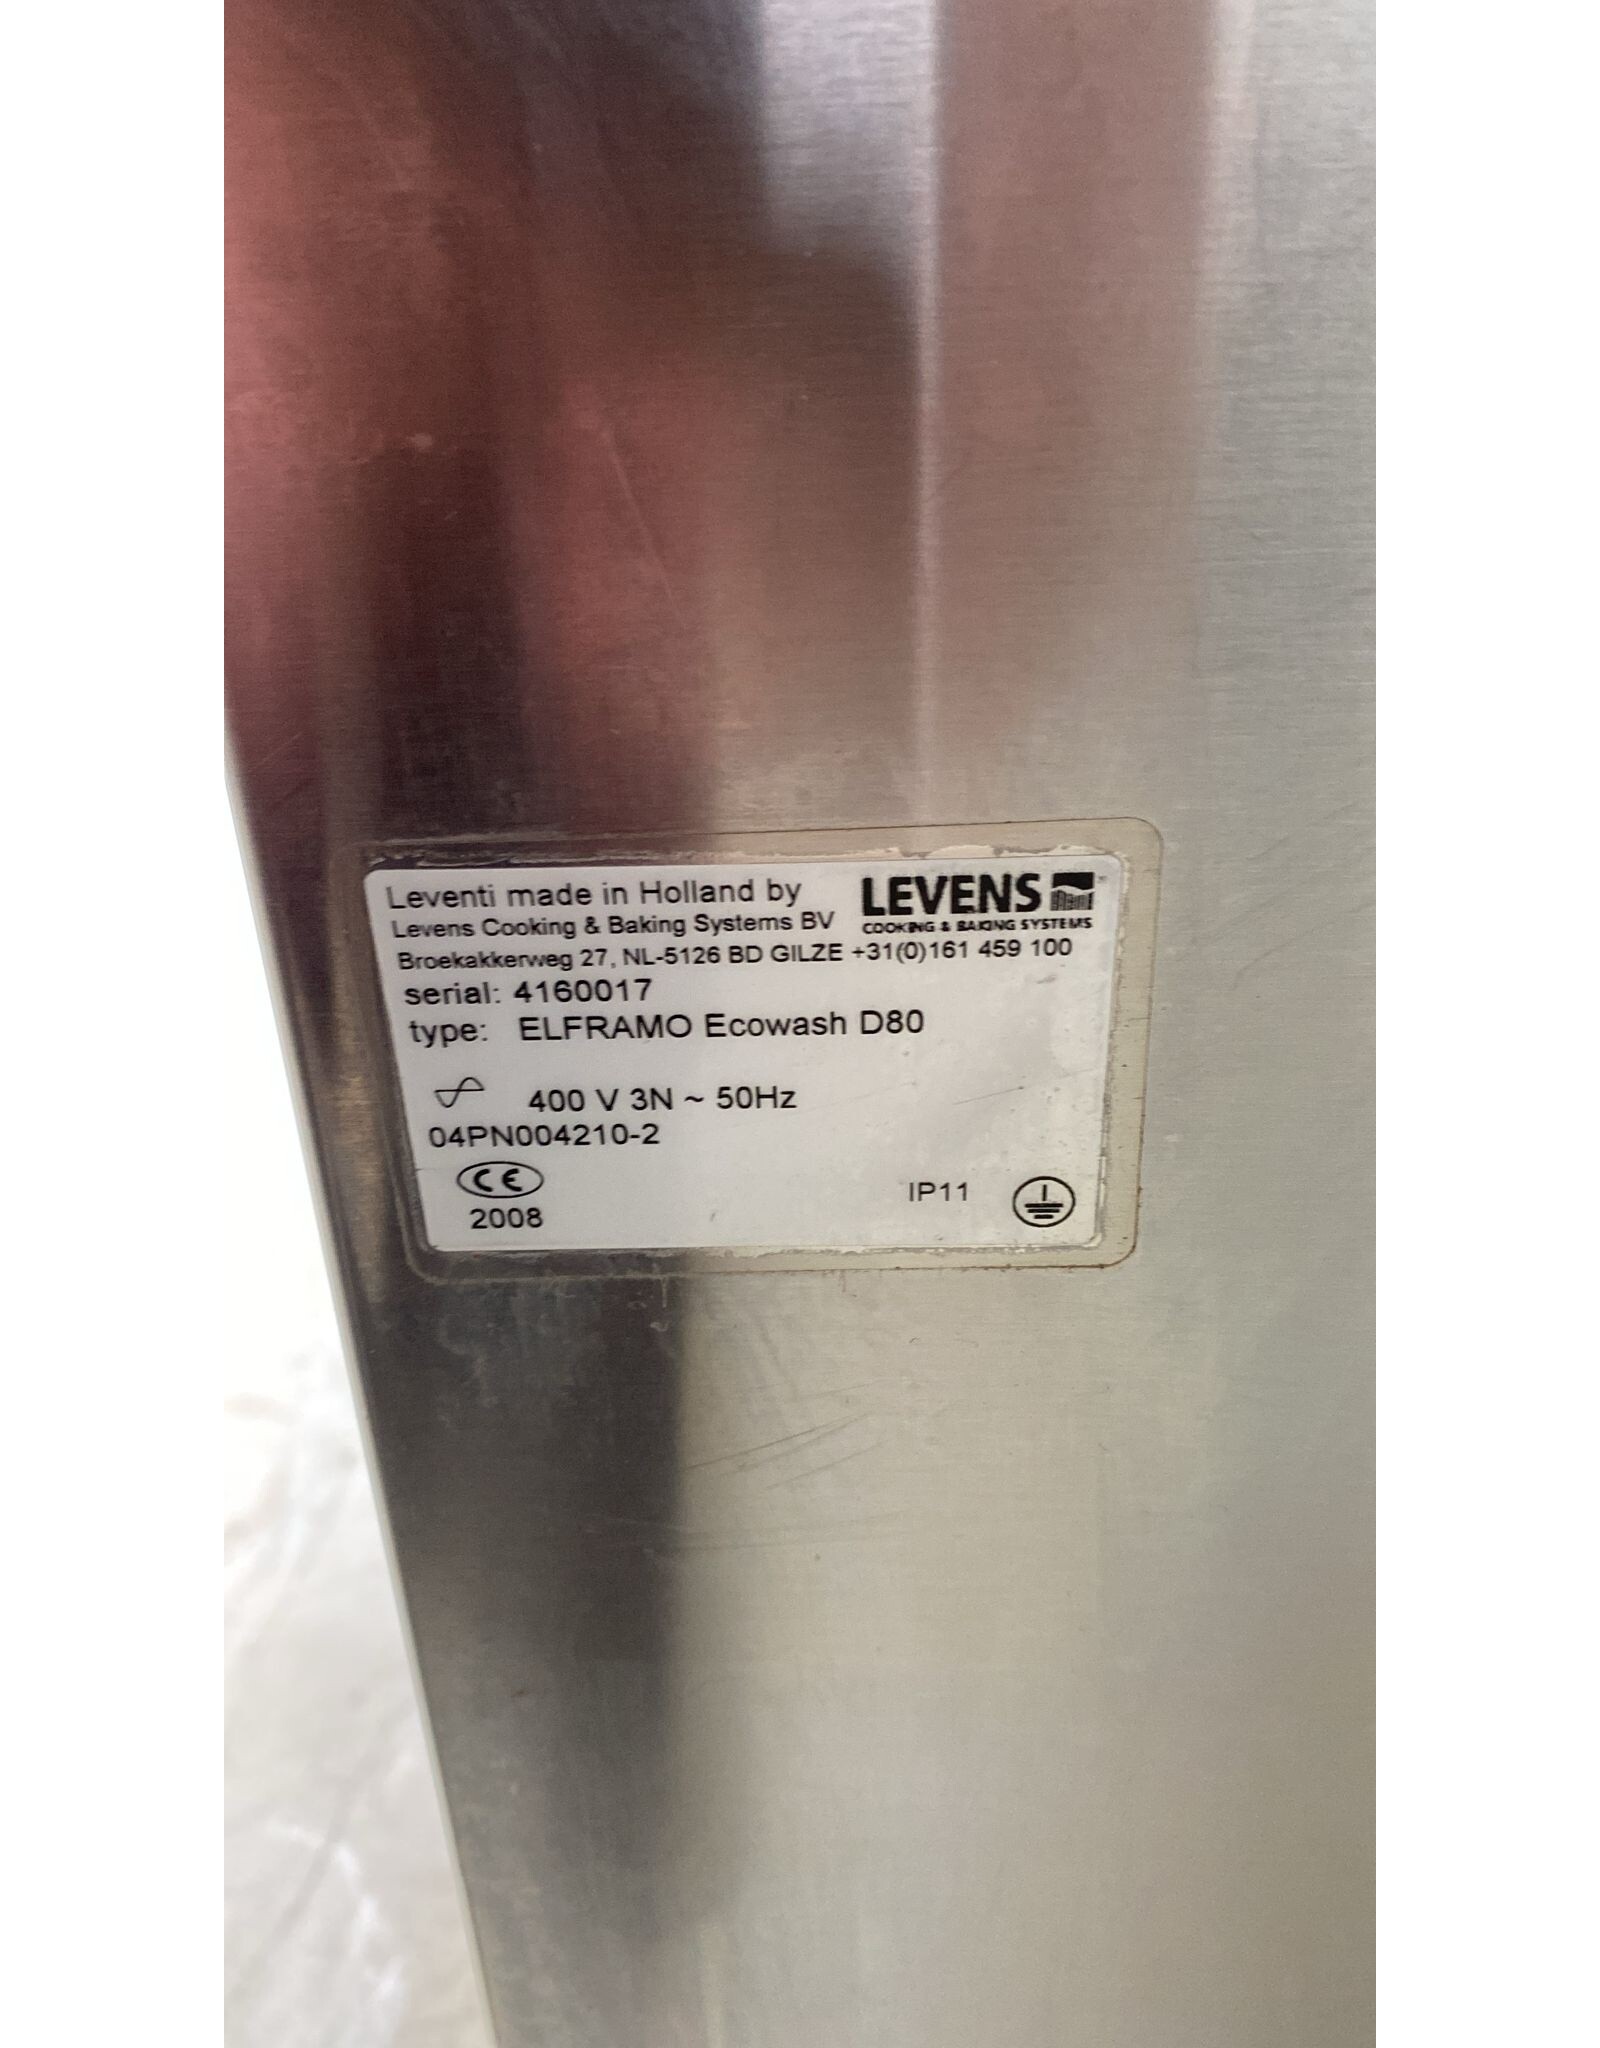 Leventi made in Holland by
Levens Cooking & Baking Systems BV
LEVENS
COOKING & BAKING SYSTEMS
Broekakkerweg 27, NL-5126 BD GILZE +31(0)161 459 100
serial: 4160017
type: ELFRAMO Ecowash D80
400 V 3N ~ 50Hz
04PN004210-2
CE
2008
IP11